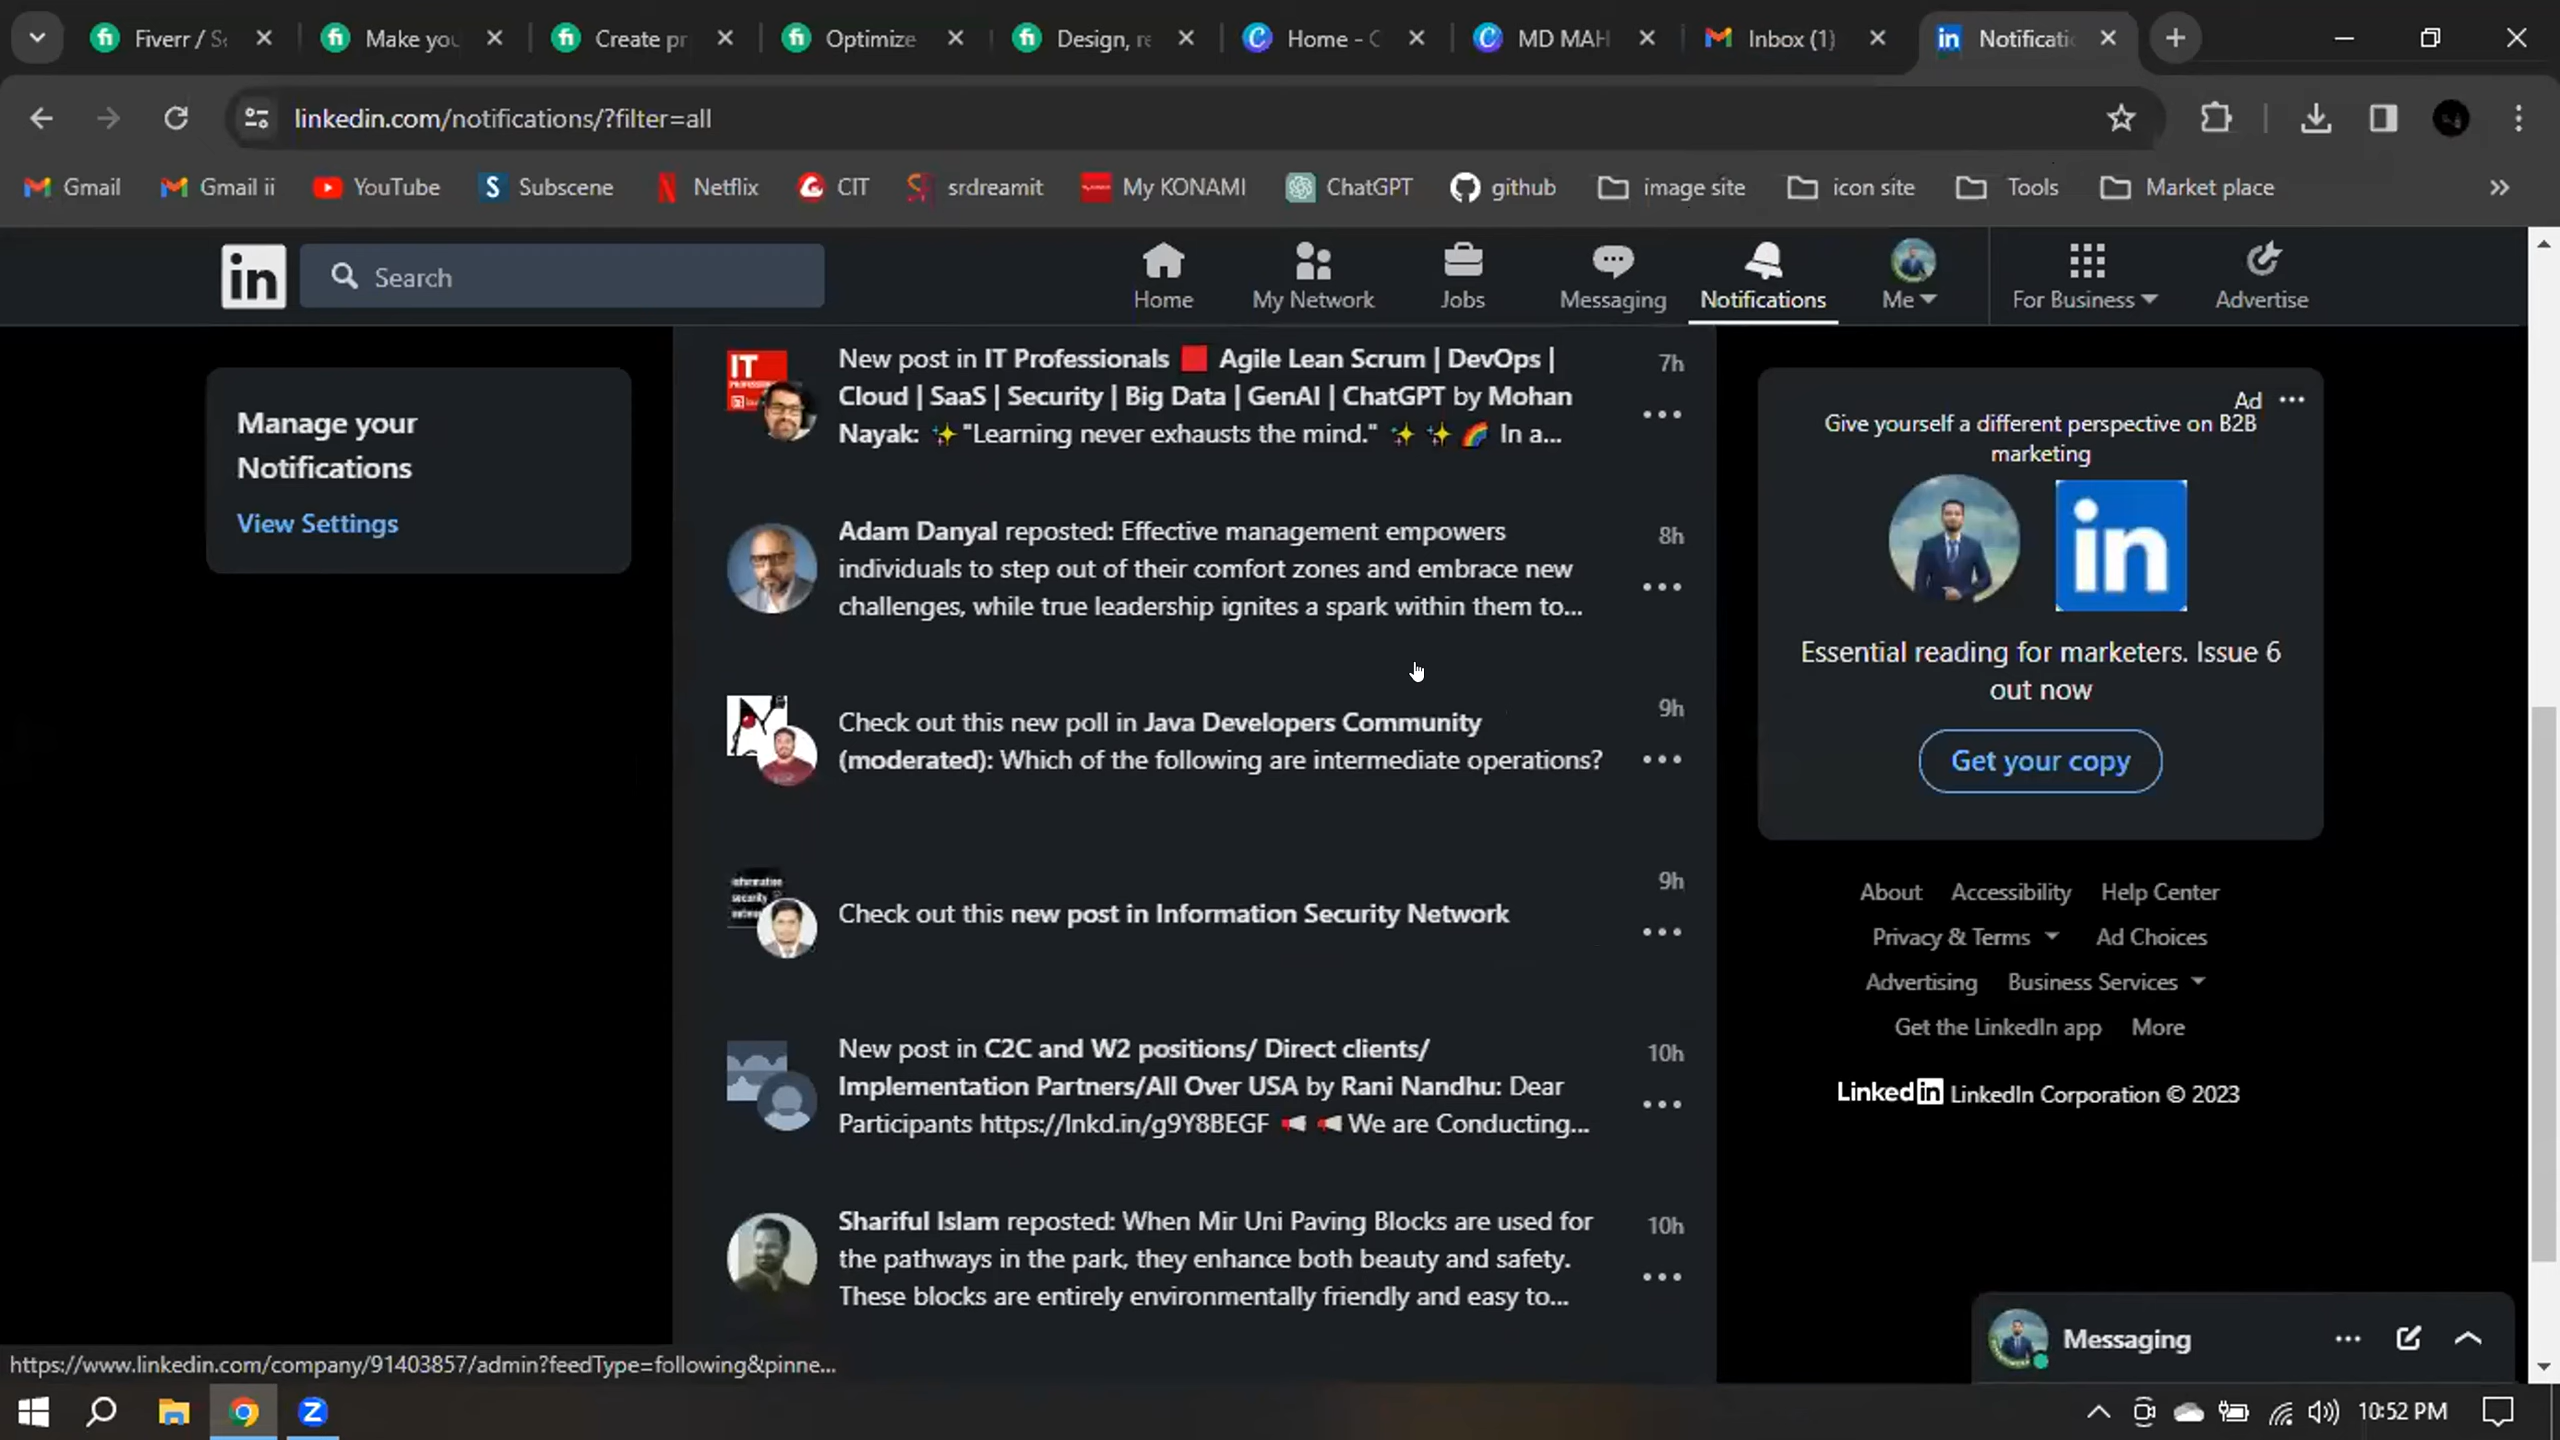 Fiverr / Se
Make you
Create pr
Optimize
Design, re
Home - C
MD MAH
Inbox (1)
Notificati
linkedin.com/notifications/?filter=all
Gmail
Gmail ii
YouTube
Subscene
Netflix
CIT
srdreamit
My KONAMI
ChatGPT
github
image site
icon site
Tools
Market place
Search
Home
My Network
Jobs
Messaging
Notifications
Me
For Business
Advertise
Manage your
Notifications
View Settings
New post in IT Professionals 🟥 Agile Lean Scrum | DevOps |
Cloud | SaaS | Security | Big Data | GenAI | ChatGPT by Mohan
Nayak: ✨"Learning never exhausts the mind." ✨ ✨ 🌈 In a...
7h
Adam Danyal reposted: Effective management empowers
individuals to step out of their comfort zones and embrace new
challenges, while true leadership ignites a spark within them to...
8h
Check out this new poll in Java Developers Community
(moderated): Which of the following are intermediate operations?
9h
information
security
Check out this new post in Information Security Network
9h
New post in C2C and W2 positions/ Direct clients/
Implementation Partners/All Over USA by Rani Nandhu: Dear
Participants https://lnkd.in/g9Y8BEGF 📢 📢 We are Conducting...
10h
Shariful Islam reposted: When Mir Uni Paving Blocks are used for
the pathways in the park, they enhance both beauty and safety.
These blocks are entirely environmentally friendly and easy to...
10h
Ad
Give yourself a different perspective on B2B
marketing
Essential reading for marketers. Issue 6
out now
Get your copy
About Accessibility Help Center
Privacy & Terms Ad Choices
Advertising Business Services
Get the LinkedIn app More
LinkedIn LinkedIn Corporation © 2023
Messaging
https://www.linkedin.com/company/91403857/admin?feedType=following&pinne...
10:52 PM